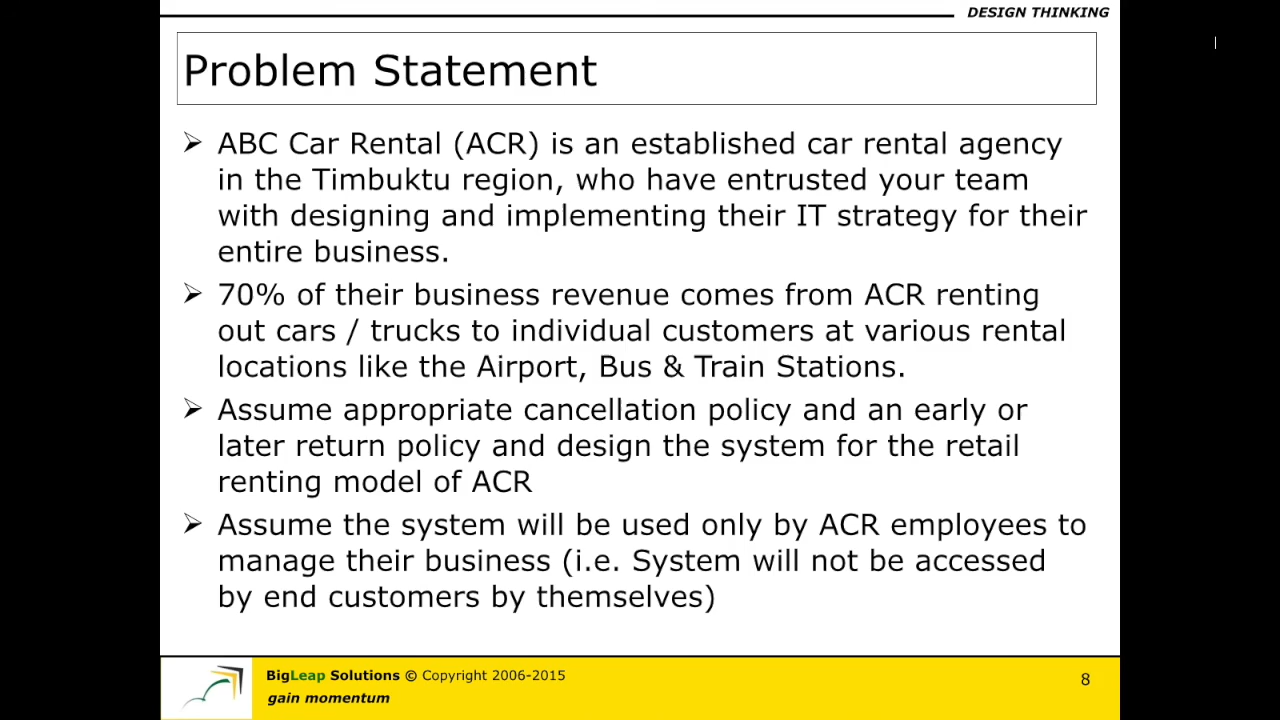 DESIGN THINKING
Problem Statement
ABC Car Rental (ACR) is an established car rental agency
in the Timbuktu region, who have entrusted your team
with designing and implementing their IT strategy for their
entire business.
70% of their business revenue comes from ACR renting
out cars / trucks to individual customers at various rental
locations like the Airport, Bus & Train Stations.
Assume appropriate cancellation policy and an early or
later return policy and design the system for the retail
renting model of ACR
Assume the system will be used only by ACR employees to
manage their business (i.e. System will not be accessed
by end customers by themselves)
BigLeap Solutions © Copyright 2006-2015
gain momentum
8